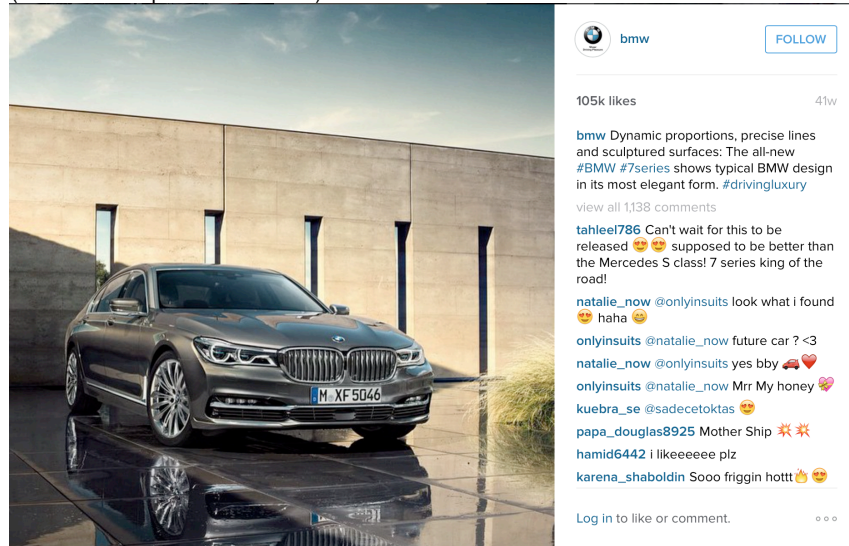 bmw
FOLLOW
105k likes
41w
bmw Dynamic proportions, precise lines
and sculptured surfaces: The all-new
#BMW #7series shows typical BMW design
in its most elegant form. #drivingluxury
view all 1,138 comments
tahleel786 Can't wait for this to be
released 😍😍 supposed to be better than
the Mercedes S class! 7 series king of the
road!
natalie_now @onlyinsuits look what i found
😍 haha 😁
onlyinsuits @natalie_now future car ? <3
natalie_now @onlyinsuits yes bby 🚗❤️
onlyinsuits @natalie_now Mrr My honey 💝
kuebra_se @sadecetoktas 😍
papa_douglas8925 Mother Ship 💥💥
hamid6442 i likeeeeee plz
karena_shaboldin Sooo friggin hottt🔥😍
Log in to like or comment.
M XF 5046